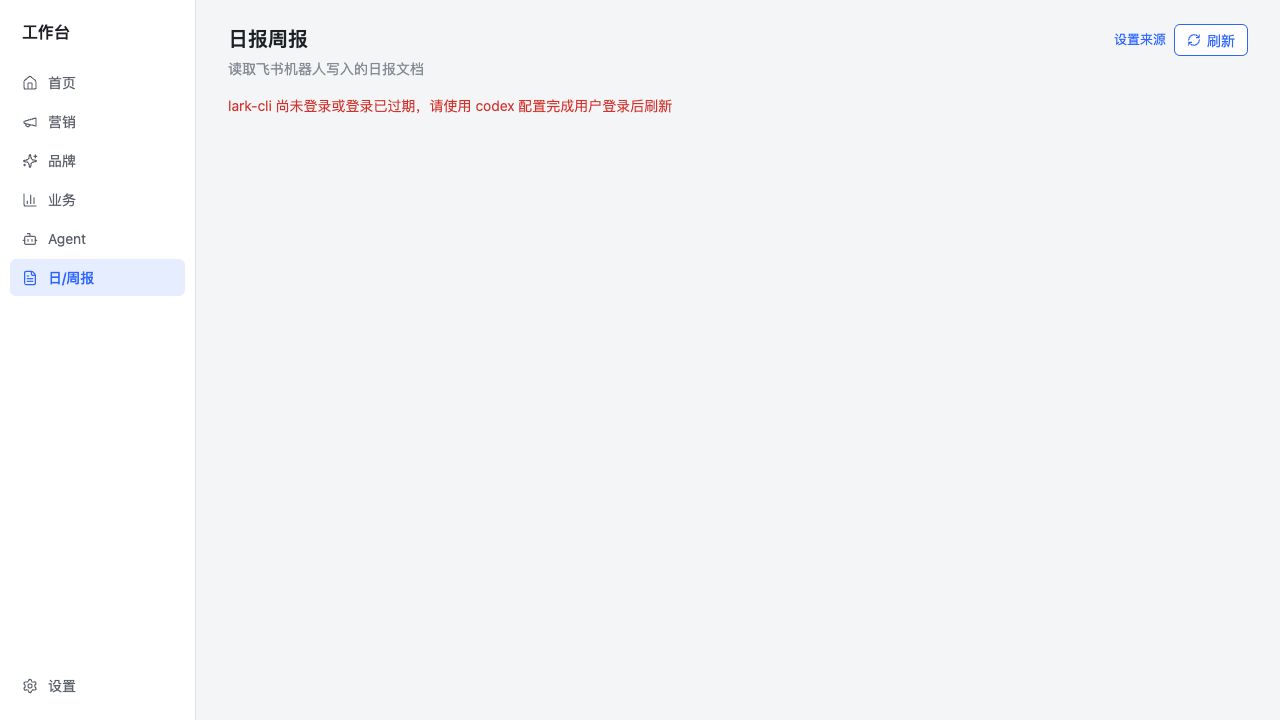 工作台
首页
营销
品牌
业务
Agent
日/周报
设置
日报周报
读取飞书机器人写入的日报文档
设置来源
刷新
lark-cli 尚未登录或登录已过期，请使用 codex 配置完成用户登录后刷新